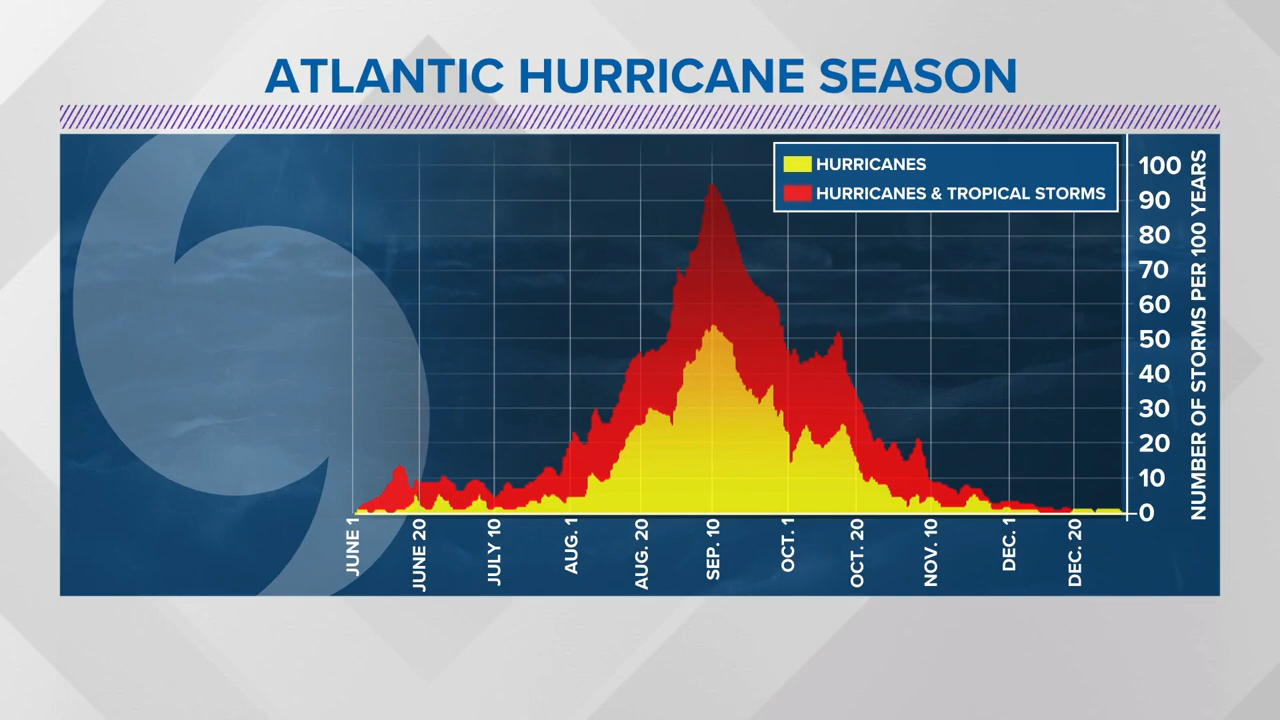 ATLANTIC HURRICANE SEASON
HURRICANES
HURRICANES & TROPICAL STORMS
100
90
80
70
60
50
40
30
20
10
0
NUMBER OF STORMS PER 100 YEARS
JUNE 1
JUNE 20
JULY 10
AUG. 1
AUG. 20
SEP. 10
OCT. 1
OCT. 20
NOV. 10
DEC. 1
DEC. 20